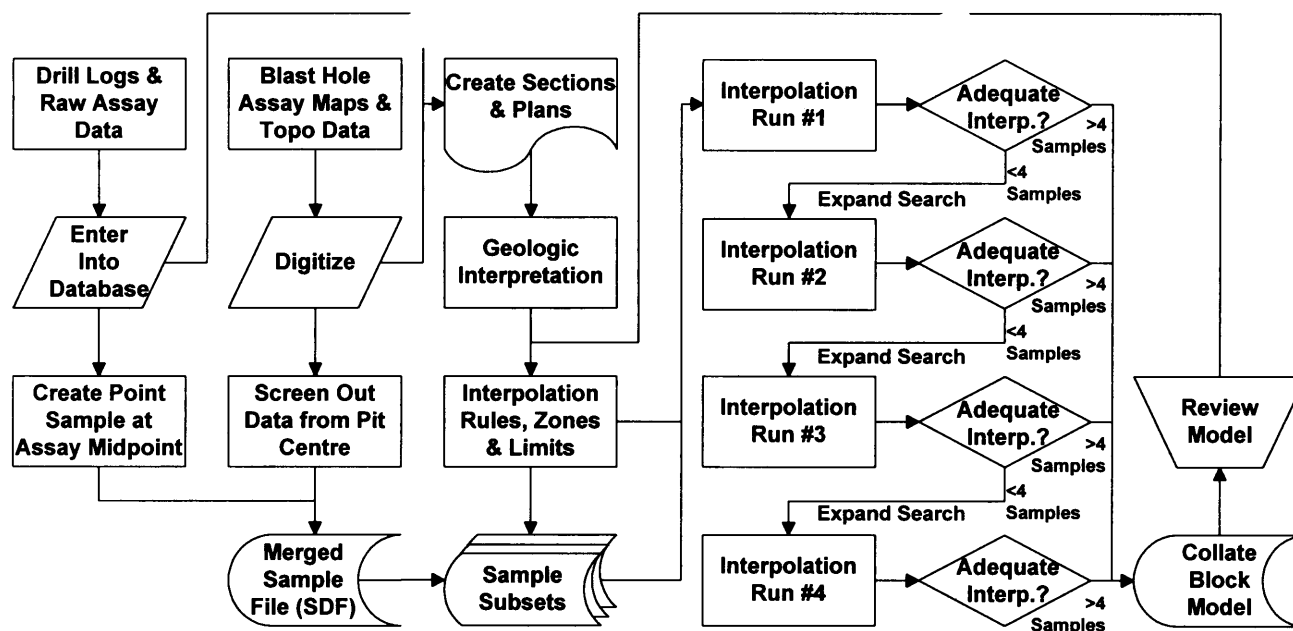 Drill Logs &
Raw Assay
Data
Blast Hole
Assay Maps &
Topo Data
Create Sections
& Plans
Interpolation
Run #1
Adequate
Interp.?
>4
Samples
<4
Samples
Expand Search
Enter
Into
Database
Digitize
Geologic
Interpretation
Interpolation
Run #2
Adequate
Interp.?
>4
Samples
<4
Samples
Expand Search
Create Point
Sample at
Assay Midpoint
Screen Out
Data from Pit
Centre
Interpolation
Rules, Zones
& Limits
Interpolation
Run #3
Adequate
Interp.?
>4
Samples
<4
Samples
Expand Search
Review
Model
Merged
Sample
File (SDF)
Sample
Subsets
Interpolation
Run #4
Adequate
Interp.?
>4
Samples
Collate
Block
Model